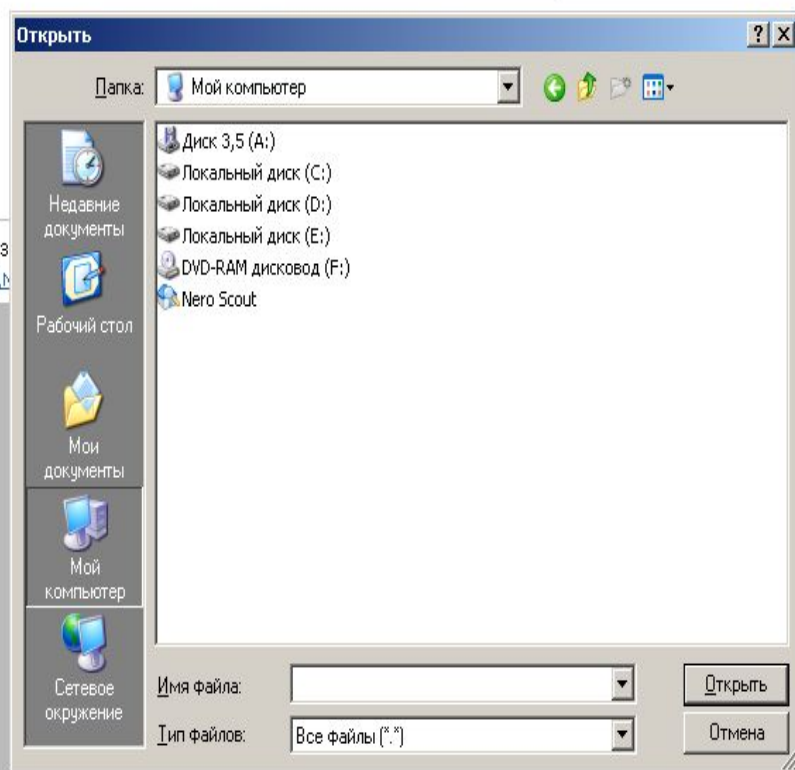 Открыть
Папка:
Мой компьютер
Недавние
документы
Рабочий стол
Мои
документы
Мой
компьютер
Сетевое
окружение
Диск 3,5 (A:)
Локальный диск (C:)
Локальный диск (D:)
Локальный диск (E:)
DVD-RAM дисковод (F:)
Nero Scout
Имя файла:
Открыть
Тип файлов:
Все файлы (*.*)
Отмена